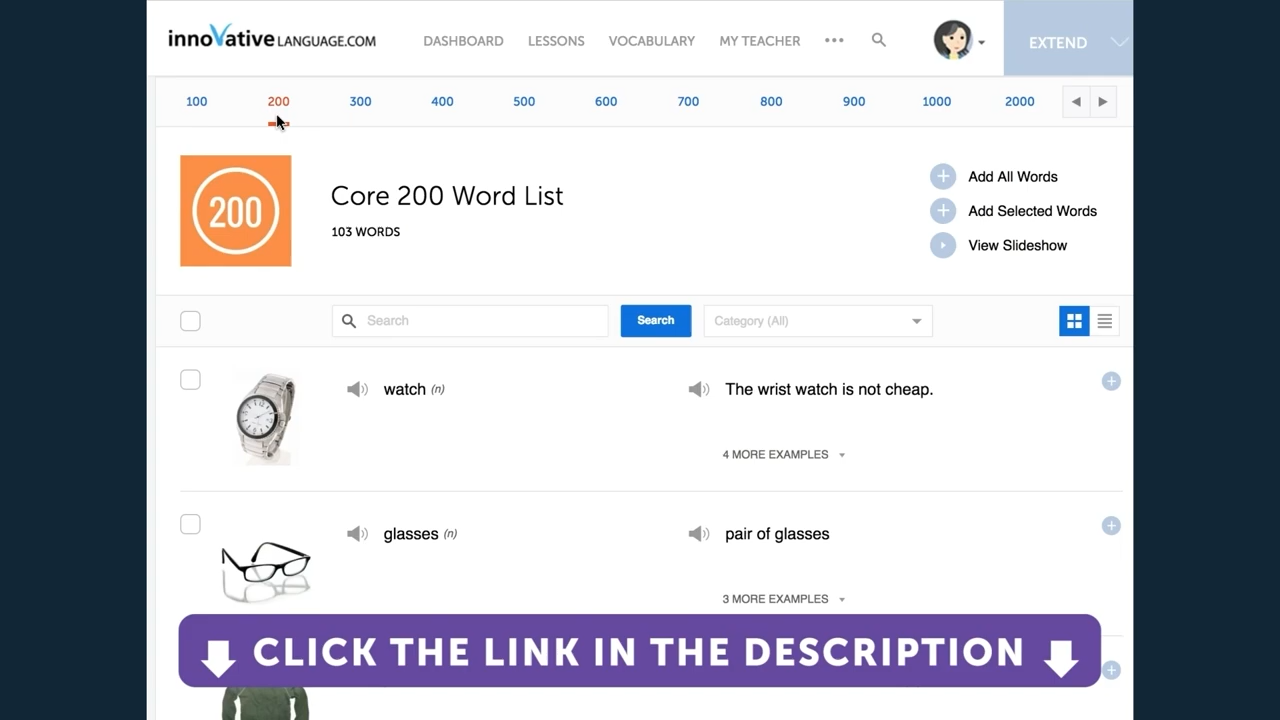 innoVative LANGUAGE.COM DASHBOARD LESSONS VOCABULARY MY TEACHER ••• EXTEND
100 200 300 400 500 600 700 800 900 1000 2000
200
Core 200 Word List
103 WORDS
Add All Words
Add Selected Words
View Slideshow
Search Search Category (All)
watch (n) The wrist watch is not cheap.
4 MORE EXAMPLES
glasses (n) pair of glasses
3 MORE EXAMPLES
CLICK THE LINK IN THE DESCRIPTION